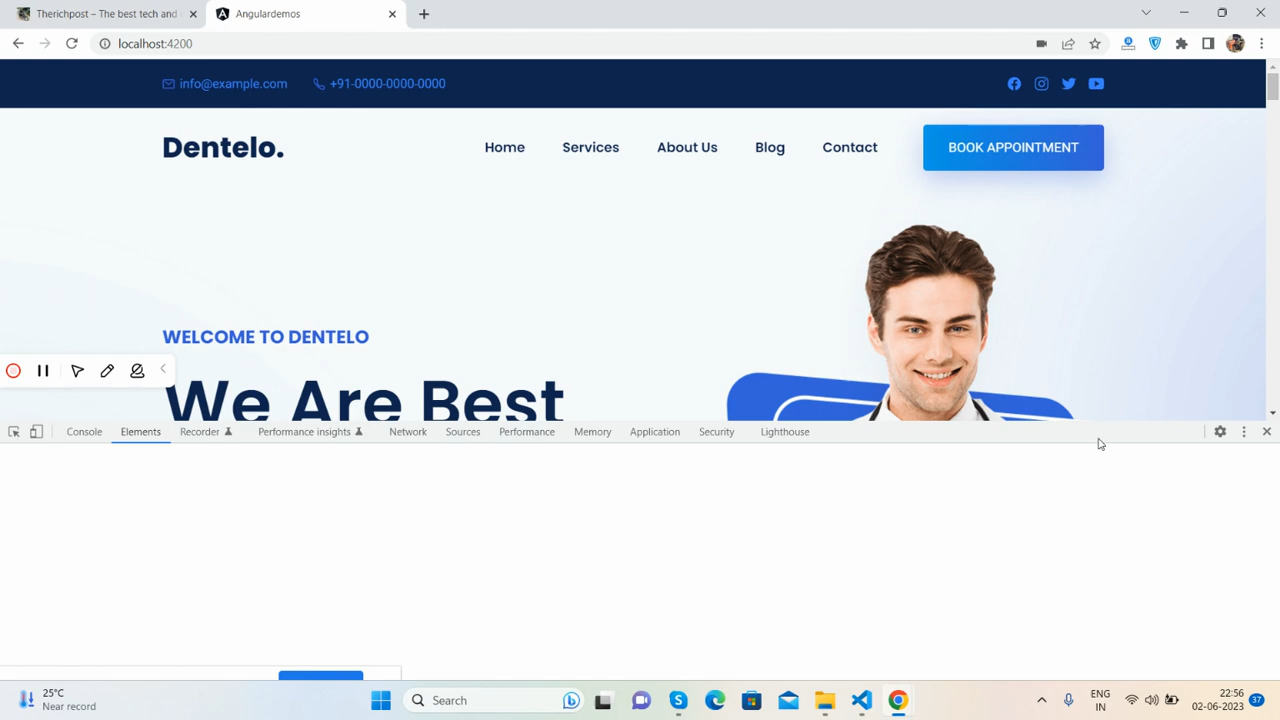 Therichpost – The best tech and
Angulardemos
localhost:4200
info@example.com
+91-0000-0000-0000
Dentelo.
Home
Services
About Us
Blog
Contact
BOOK APPOINTMENT
WELCOME TO DENTELO
We Are Best
Console
Elements
Recorder
Performance insights
Network
Sources
Performance
Memory
Application
Security
Lighthouse
25°C
Near record
Search
ENG
IN
22:56
02-06-2023
37